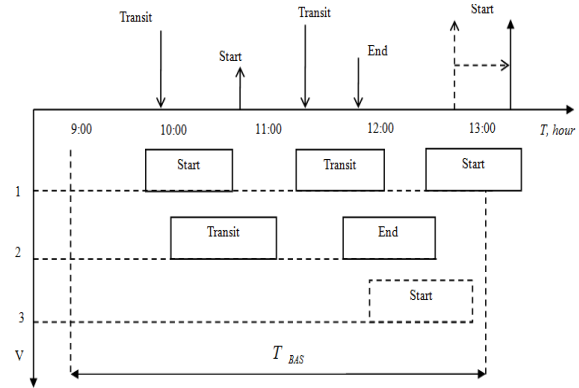 Start
Transit
Transit
End
Start
9:00
10:00
11:00
12:00
13:00
T, hour
Start
Transit
Start
1
Transit
End
2
Start
3
V
T BAS